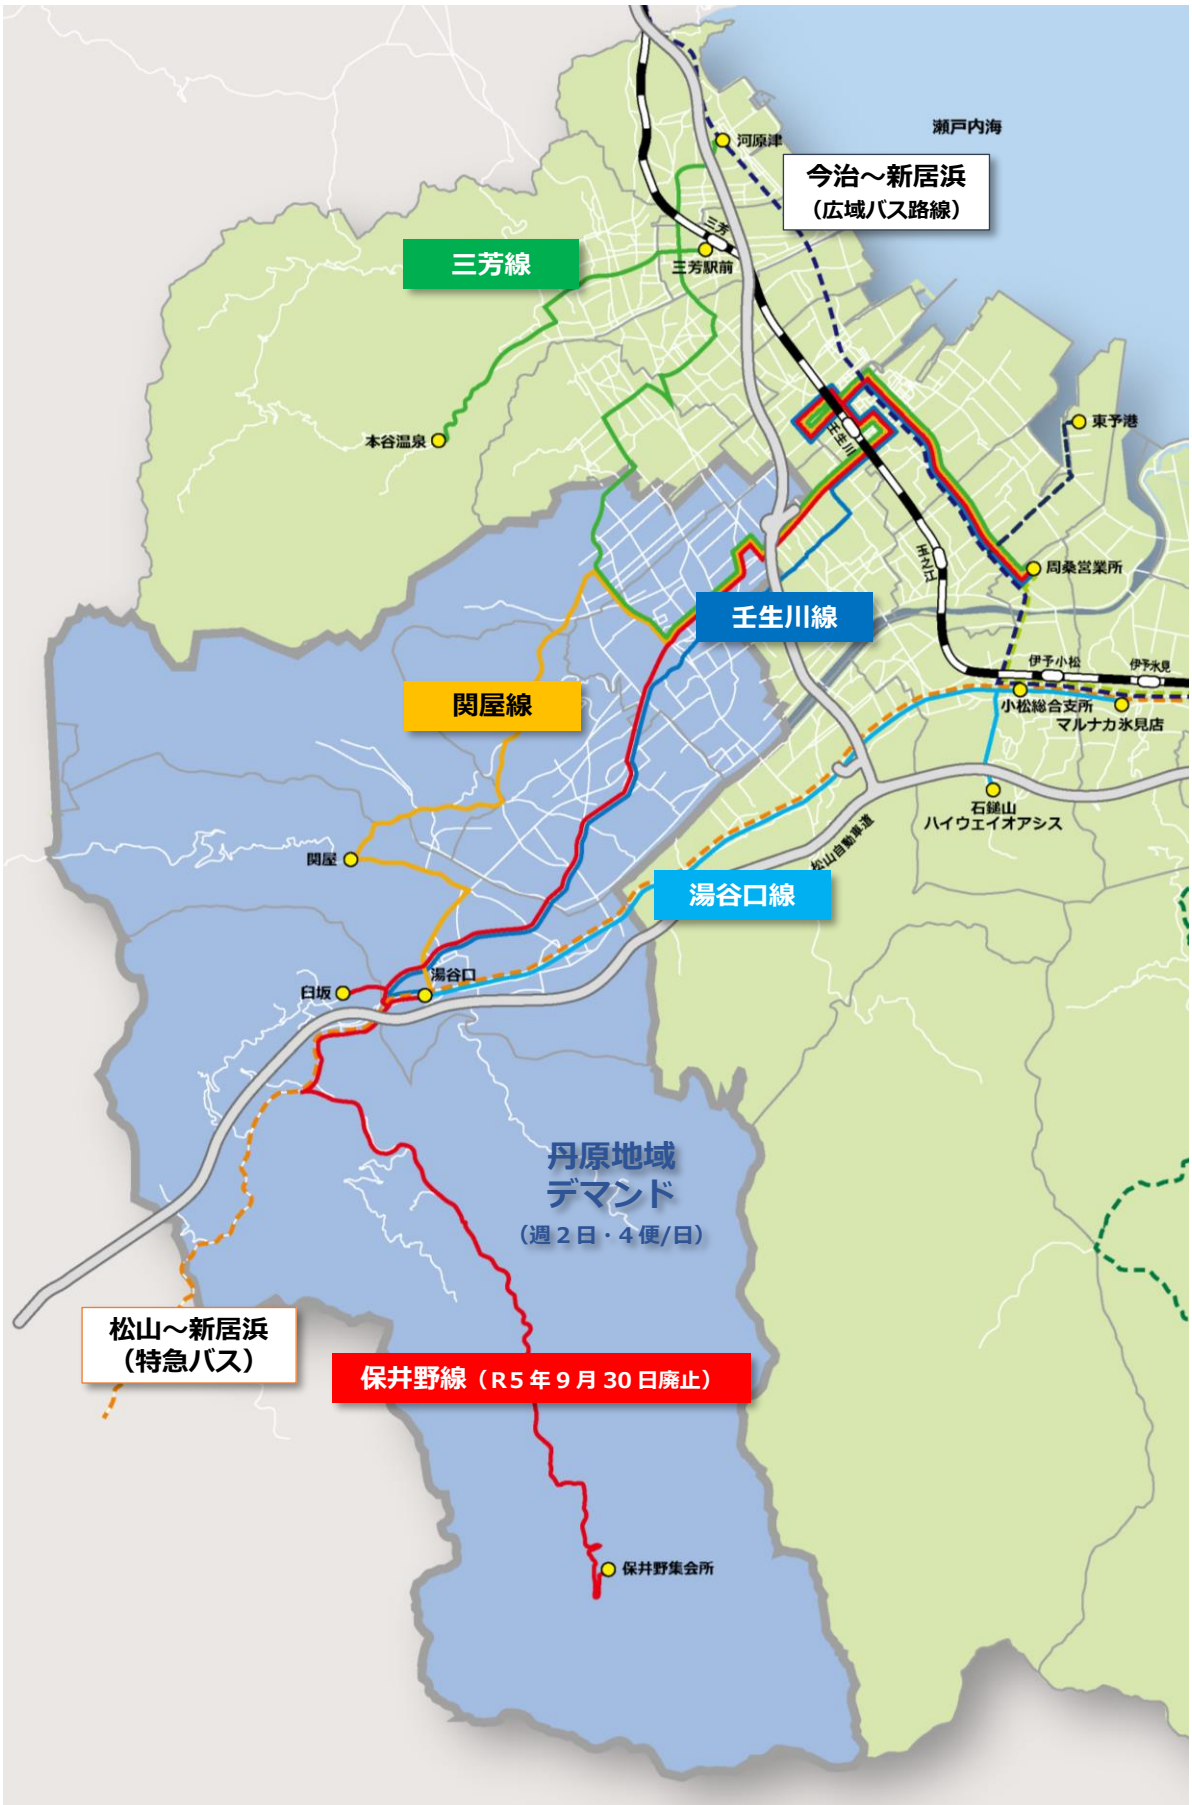 瀬戸内海
河原津
今治～新居浜
（広域バス路線）
三芳
三芳駅前
三芳線
本谷温泉
壬生川
東予港
玉之江
周桑営業所
壬生川線
伊予小松
伊予氷見
小松総合支所
マルナカ氷見店
関屋線
石鎚山
ハイウェイオアシス
松山自動車道
関屋
湯谷口線
湯谷口
臼坂
丹原地域
デマンド
（週２日・４便/日）
松山～新居浜
（特急バス）
保井野線（R５年９月30日廃止）
保井野集会所